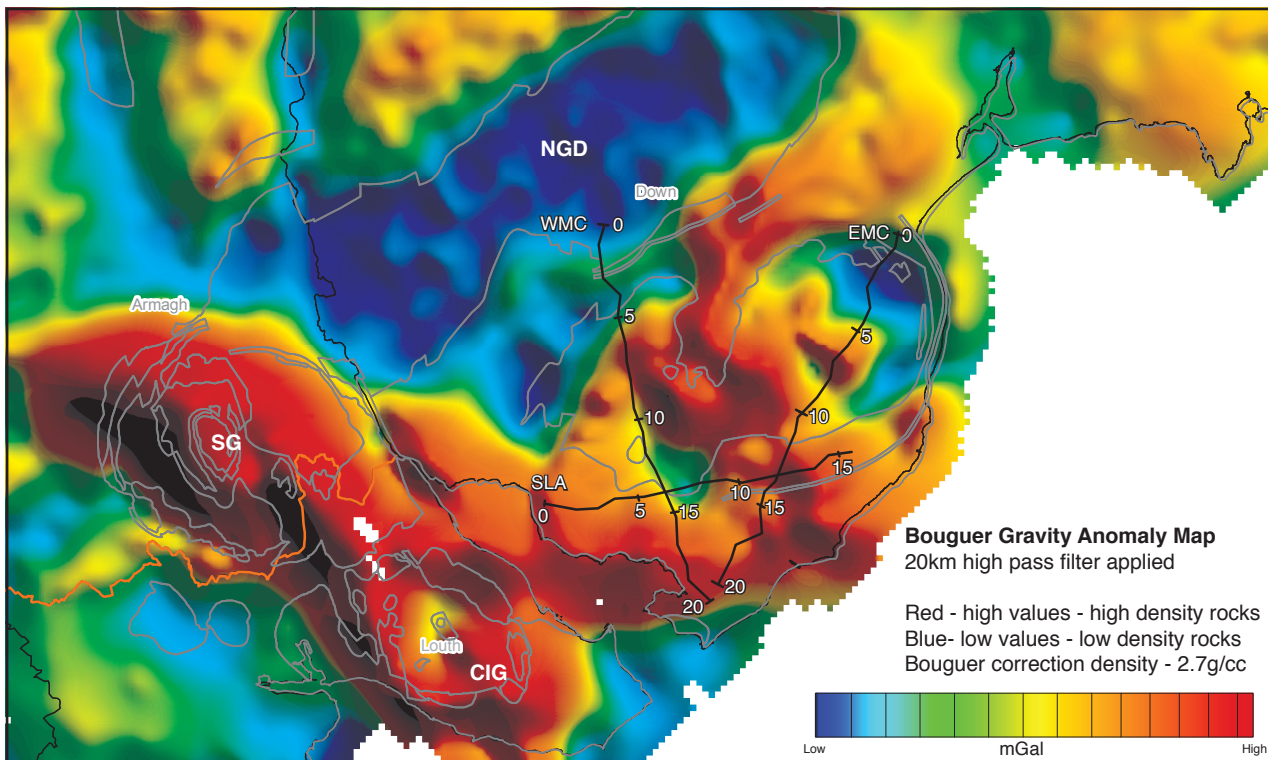 NGD
Down
WMC
0
EMC
0
Armagh
5
5
10
10
SG
SLA
15
10
0
5
15
15
20
20
Louth
CIG
Bouguer Gravity Anomaly Map
20km high pass filter applied
Red - high values - high density rocks
Blue- low values - low density rocks
Bouguer correction density - 2.7g/cc
Low
mGal
High